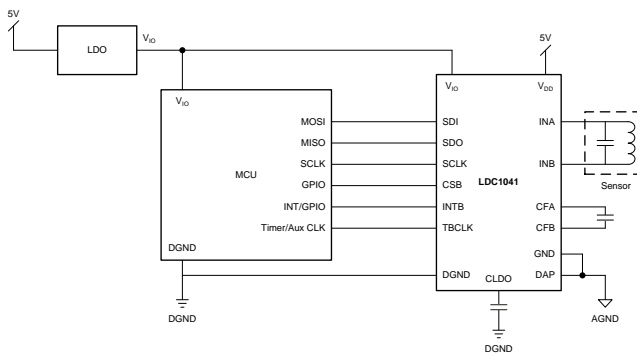 5V
LDO
VIO
5V
VIO
VDD
VIO
MCU
MOSI
MISO
SCLK
GPIO
INT/GPIO
Timer/Aux CLK
DGND
DGND
SDI
SDO
SCLK
CSB
INTB
TBCLK
DGND
LDC1041
INA
INB
CFA
CFB
GND
DAP
CLDO
Sensor
AGND
DGND